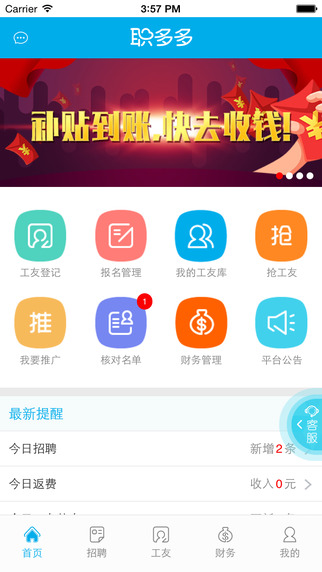 Carrier 3:57 PM
职多多
补贴到账,快去收钱!
工友登记 报名管理 我的工友库 抢 抢工友
推 我要推广 1 核对名单 财务管理 平台公告
客服
最新提醒
今日招聘 新增2条
今日返费 收入0元
首页 招聘 工友 财务 我的